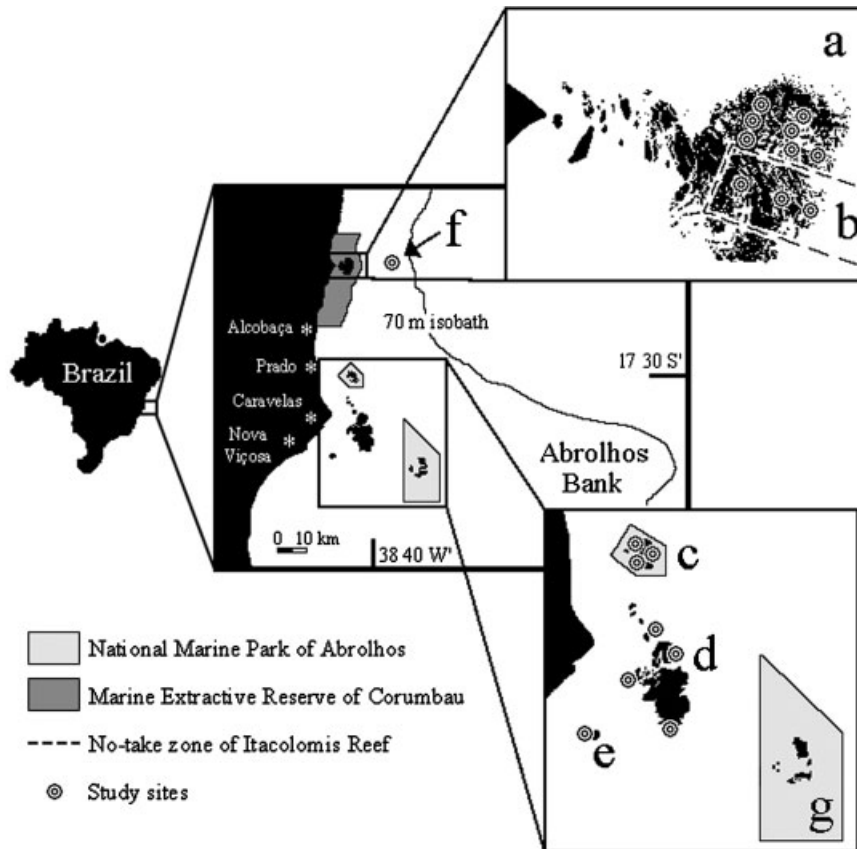 a
b
f
Alcobaça
70 m isobath
Brazil
Prado
17 30 S'
Caravelas
Nova
Viçosa
Abrolhos
Bank
0 10 km
38 40 W'
c
National Marine Park of Abrolhos
d
Marine Extractive Reserve of Corumbau
No-take zone of Itacolomis Reef
e
Study sites
g